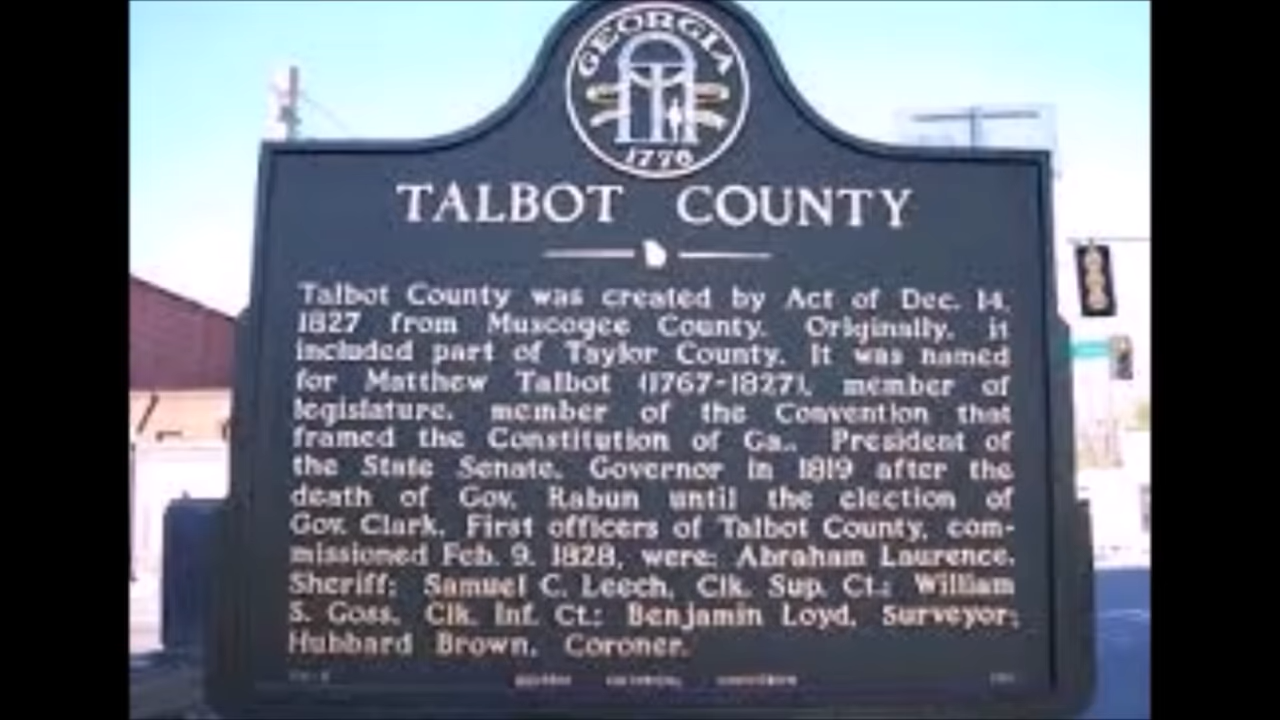 GEORGIA
1776
TALBOT COUNTY
Talbot County was created by Act of Dec. 14,
1827 from Muscogee County. Originally, it
included part of Taylor County. It was named
for Matthew Talbot (1767-1827), member of
legislature, member of the Convention that
framed the Constitution of Ga., President of
the State Senate, Governor in 1819 after the
death of Gov. Rabun until the election of
Gov. Clark. First officers of Talbot County, com-
missioned Feb. 9, 1828, were: Abraham Laurence,
Sheriff; Samuel C. Leech, Clk. Sup. Ct.; William
S. Goss, Clk. Inf. Ct.; Benjamin Loyd, Surveyor;
Hubbard Brown, Coroner.